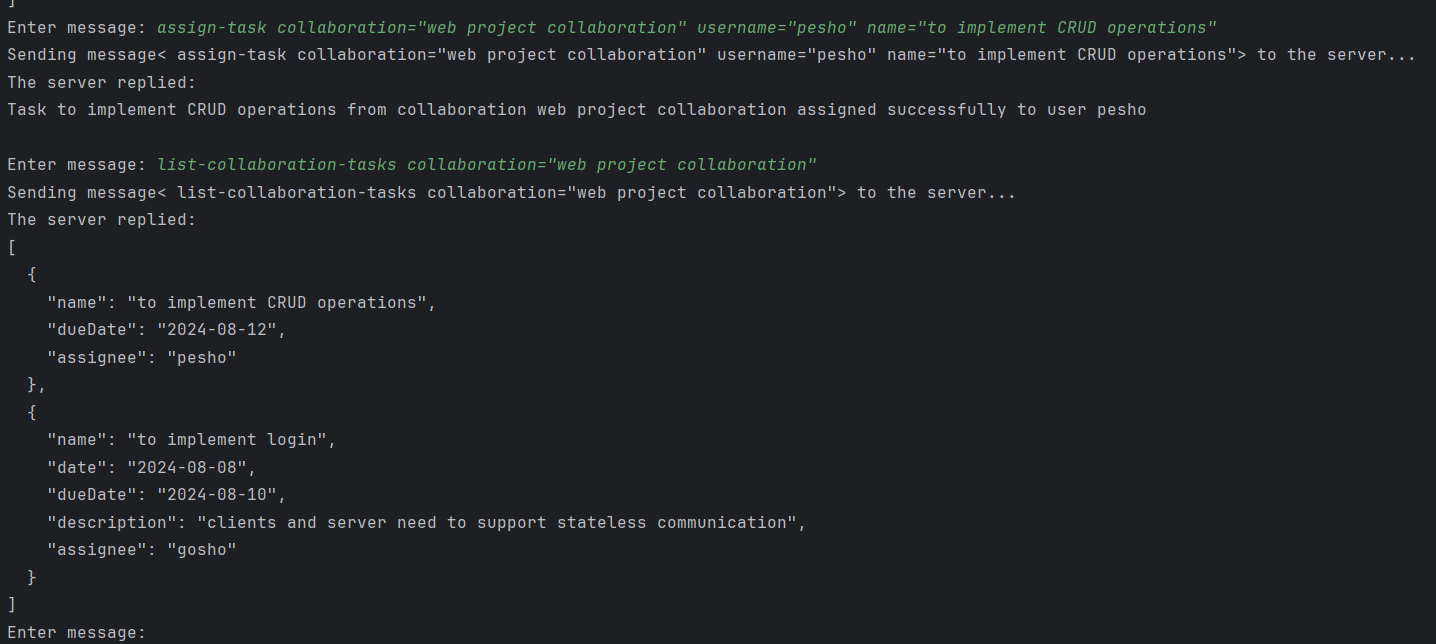 ]
Enter message: assign-task collaboration="web project collaboration" username="pesho" name="to implement CRUD operations"
Sending message< assign-task collaboration="web project collaboration" username="pesho" name="to implement CRUD operations"> to the server...
The server replied:
Task to implement CRUD operations from collaboration web project collaboration assigned successfully to user pesho
Enter message: list-collaboration-tasks collaboration="web project collaboration"
Sending message< list-collaboration-tasks collaboration="web project collaboration"> to the server...
The server replied:
[
  {
    "name": "to implement CRUD operations",
    "dueDate": "2024-08-12",
    "assignee": "pesho"
  },
  {
    "name": "to implement login",
    "date": "2024-08-08",
    "dueDate": "2024-08-10",
    "description": "clients and server need to support stateless communication",
    "assignee": "gosho"
  }
]
Enter message: